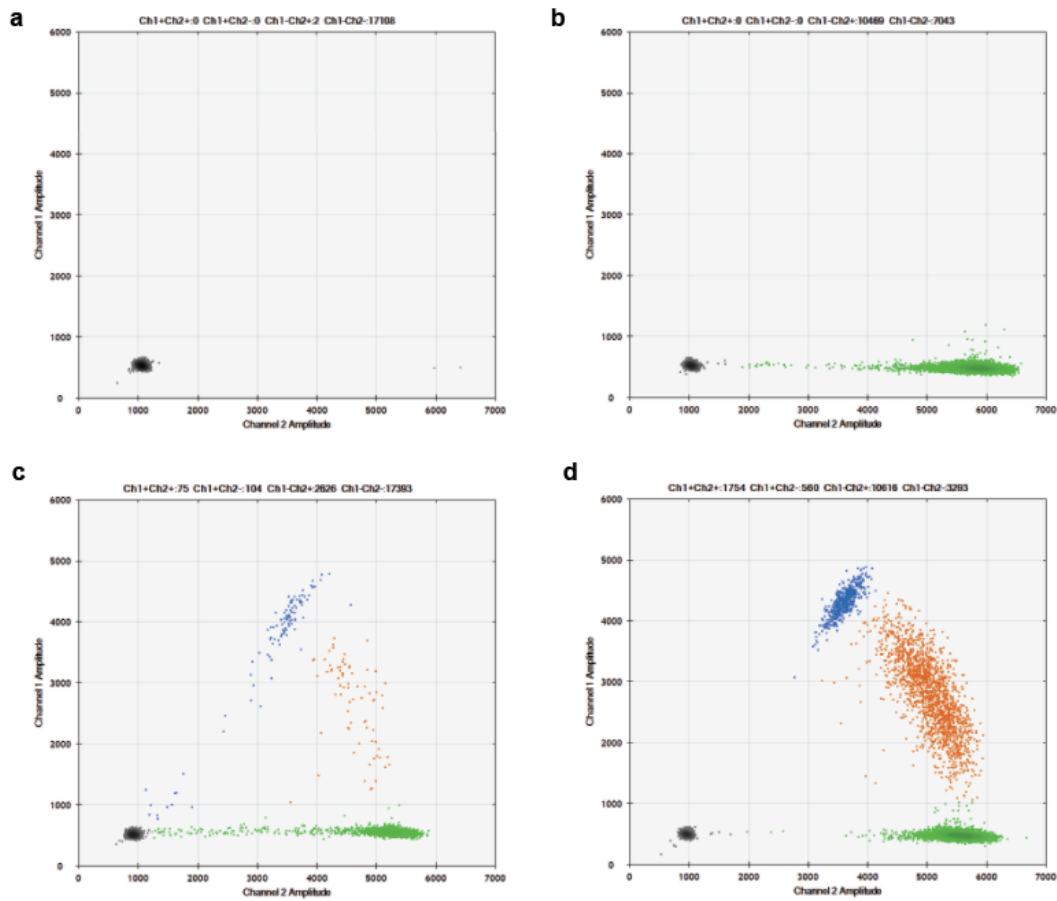 a
Ch1+Ch2+:0 Ch1+Ch2-:0 Ch1-Ch2+:2 Ch1-Ch2-:17108
6000
5000
4000
3000
2000
1000
0
Channel 1 Amplitude
0 1000 2000 3000 4000 5000 6000 7000
Channel 2 Amplitude
b
Ch1+Ch2+:0 Ch1+Ch2-:0 Ch1-Ch2+:10469 Ch1-Ch2-:7043
6000
5000
4000
3000
2000
1000
0
Channel 1 Amplitude
0 1000 2000 3000 4000 5000 6000 7000
Channel 2 Amplitude
c
Ch1+Ch2+:75 Ch1+Ch2-:104 Ch1-Ch2+:2626 Ch1-Ch2-:17393
6000
5000
4000
3000
2000
1000
0
Channel 1 Amplitude
0 1000 2000 3000 4000 5000 6000 7000
Channel 2 Amplitude
d
Ch1+Ch2+:1754 Ch1+Ch2-:560 Ch1-Ch2+:10616 Ch1-Ch2-:3293
6000
5000
4000
3000
2000
1000
0
Channel 1 Amplitude
0 1000 2000 3000 4000 5000 6000 7000
Channel 2 Amplitude